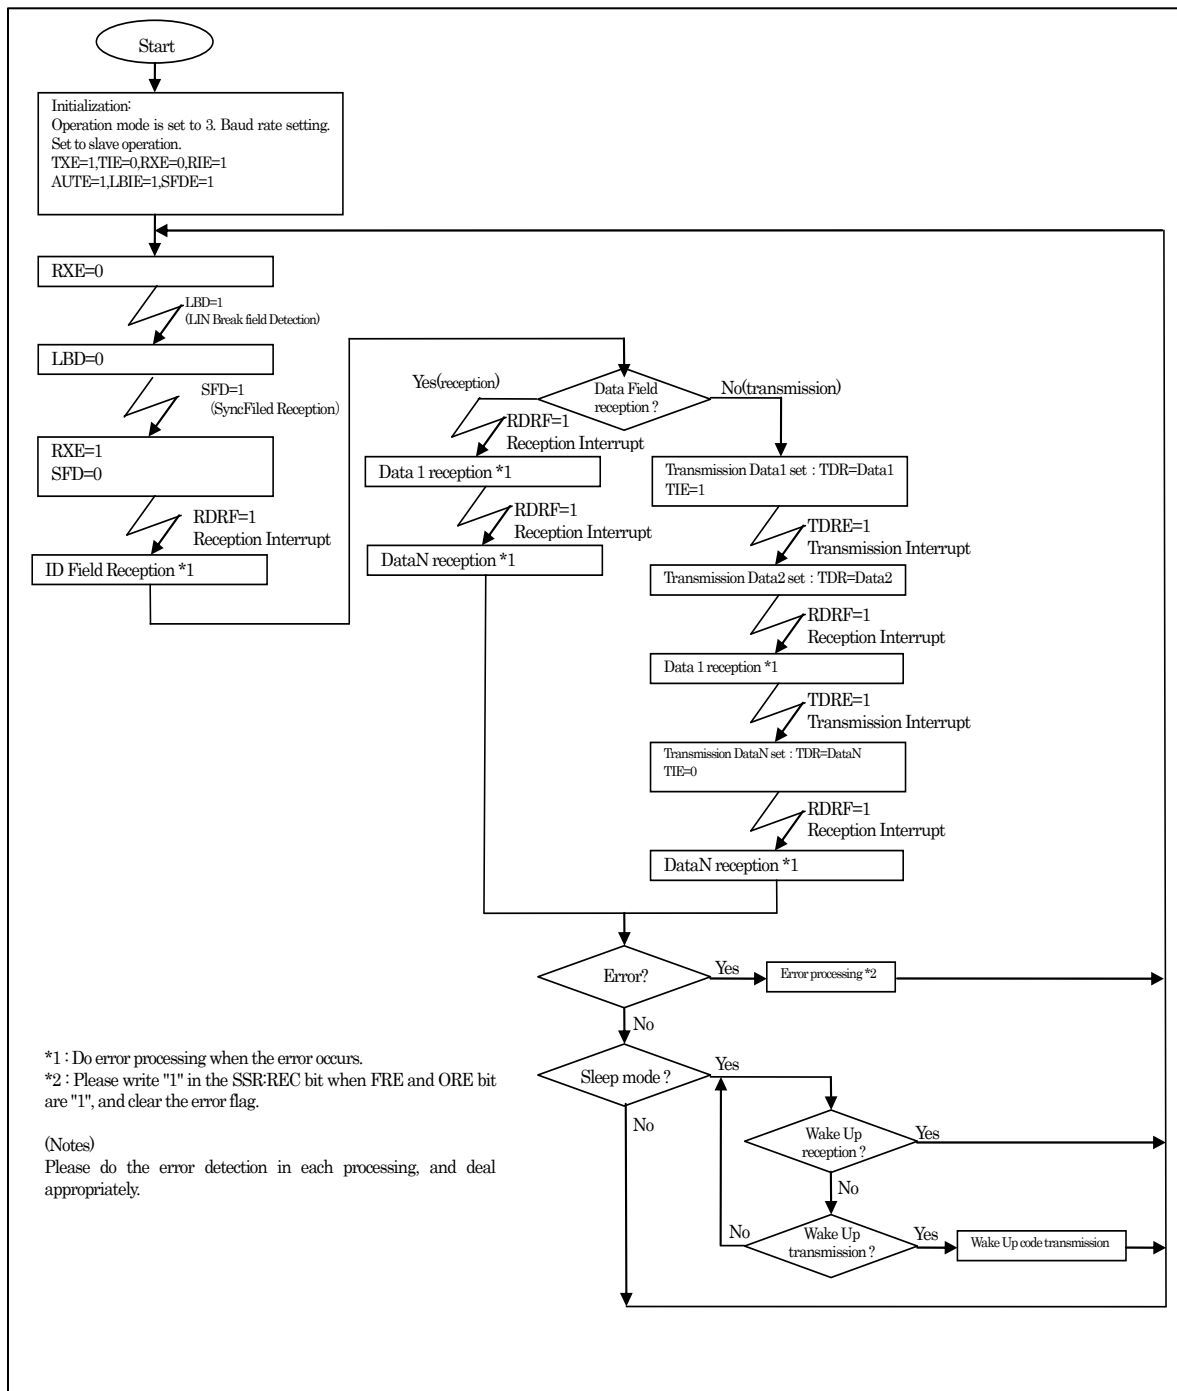 Start
Initialization:
Operation mode is set to 3. Baud rate setting.
Set to slave operation.
TXE=1,TIE=0,RXE=0,RIE=1
AUTE=1,LBIE=1,SFDE=1
RXE=0
LBD=1
(LIN Break field Detection)
LBD=0
SFD=1
(SyncFiled Reception)
RXE=1
SFD=0
RDRF=1
Reception Interrupt
ID Field Reception *1
Data Field
reception ?
Yes(reception)
No(transmission)
RDRF=1
Reception Interrupt
Data 1 reception *1
RDRF=1
Reception Interrupt
DataN reception *1
Transmission Data1 set : TDR=Data1
TIE=1
TDRE=1
Transmission Interrupt
Transmission Data2 set : TDR=Data2
RDRF=1
Reception Interrupt
Data 1 reception *1
TDRE=1
Transmission Interrupt
Transmission DataN set : TDR=DataN
TIE=0
RDRF=1
Reception Interrupt
DataN reception *1
Error?
Yes
Error processing *2
No
Sleep mode ?
Yes
No
Wake Up
reception ?
Yes
No
Wake Up
transmission ?
No
Yes
Wake Up code transmission
*1 : Do error processing when the error occurs.
*2 : Please write "1" in the SSR:REC bit when FRE and ORE bit
are "1", and clear the error flag.
(Notes)
Please do the error detection in each processing, and deal
appropriately.